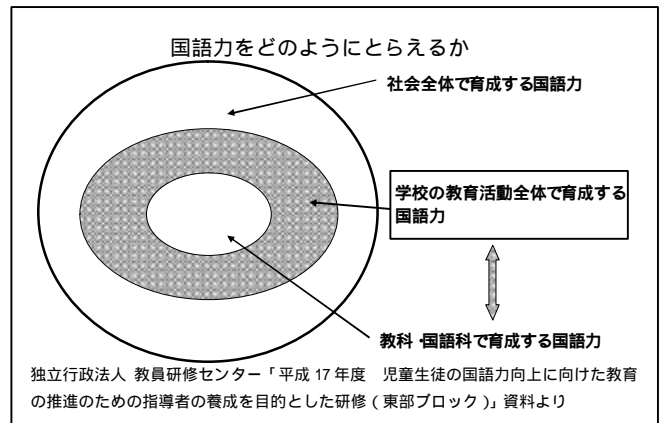 国語力をどのようにとらえるか
社会全体で育成する国語力
学校の教育活動全体で育成する
国語力
教科・国語科で育成する国語力
独立行政法人 教員研修センター「平成 17 年度　児童生徒の国語力向上に向けた教育
の推進のための指導者の養成を目的とした研修（東部ブロック）」資料より